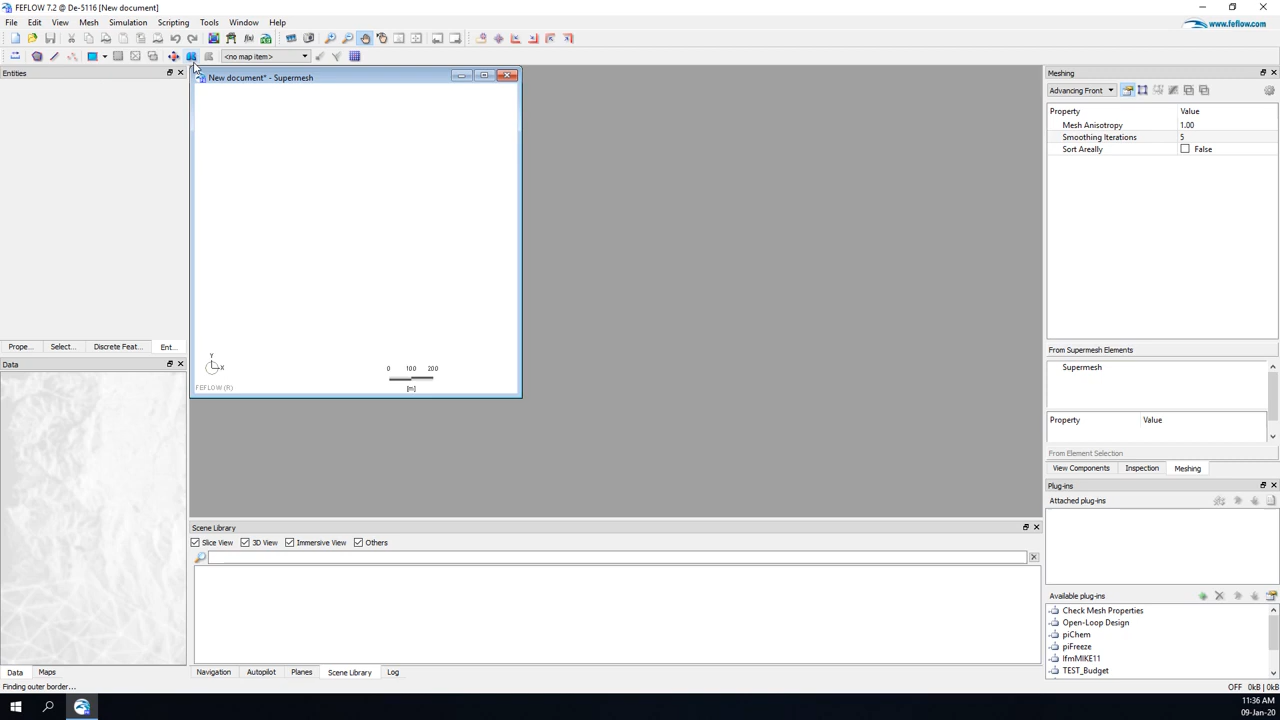 FEFLOW 7.2 @ De-5116 [New document]
File Edit View Mesh Simulation Scripting Tools Window Help
www.feflow.com
<no map item>
Entities
New document* - Supermesh
Meshing
Advancing Front
Property Value
Mesh Anisotropy 1.00
Smoothing Iterations 5
Sort Areally False
Prope... Select... Discrete Feat... Ent...
Data
Y
X
FEFLOW (R)
0 100 200
[m]
From Supermesh Elements
Supermesh
Property Value
From Element Selection
View Components Inspection Meshing
Plug-ins
Attached plug-ins
Scene Library
Slice View 3D View Immersive View Others
Available plug-ins
Check Mesh Properties
Open-Loop Design
piChem
piFreeze
IfmMIKE11
TEST_Budget
Data Maps
Navigation Autopilot Planes Scene Library Log
Finding outer border...
OFF 0kB | 0kB
11:36 AM
09-Jan-20